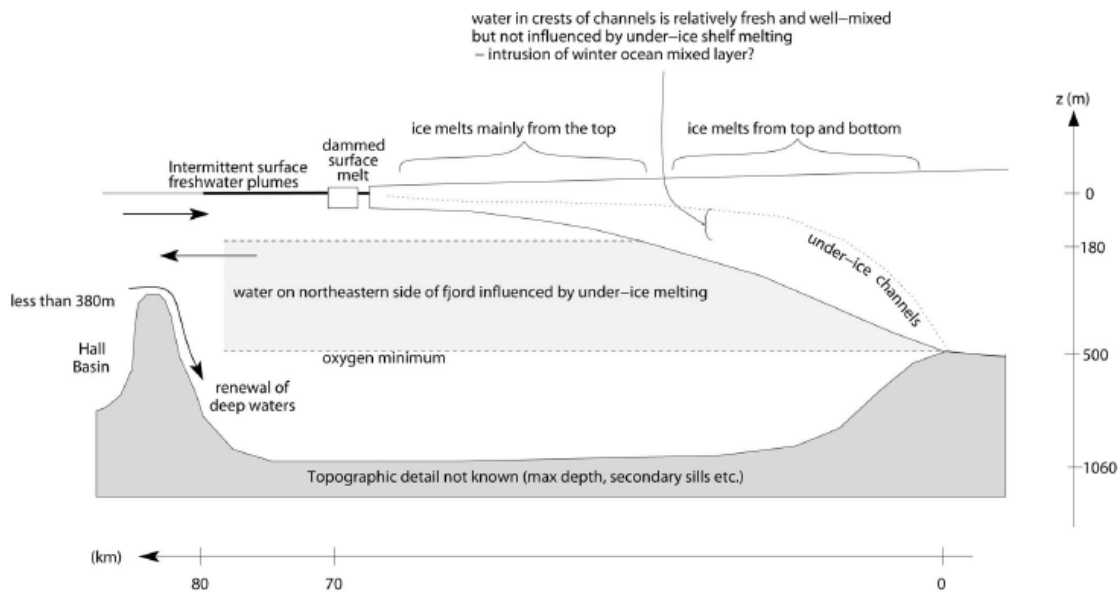 water in crests of channels is relatively fresh and well-mixed
but not influenced by under-ice shelf melting
- intrusion of winter ocean mixed layer?
z (m)
ice melts mainly from the top
ice melts from top and bottom
dammed
surface
melt
Intermittent surface
freshwater plumes
0
180
under-ice channels
less than 380m
water on northeastern side of fjord influenced by under-ice melting
Hall
Basin
oxygen minimum
500
renewal of
deep waters
Topographic detail not known (max depth, secondary sills etc.)
1060
(km)
80
70
0